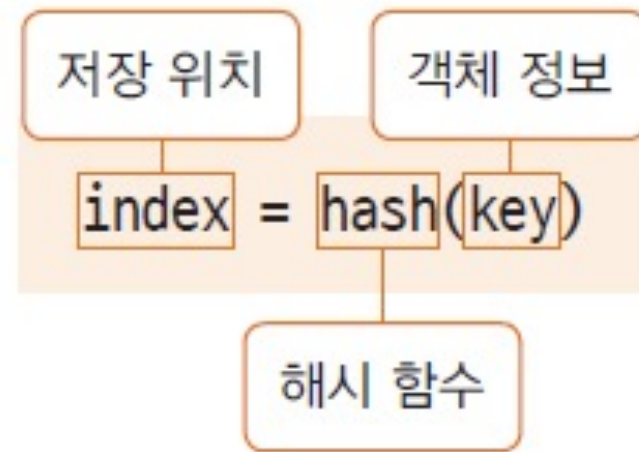 저장 위치
객체 정보
index = hash(key)
해시 함수